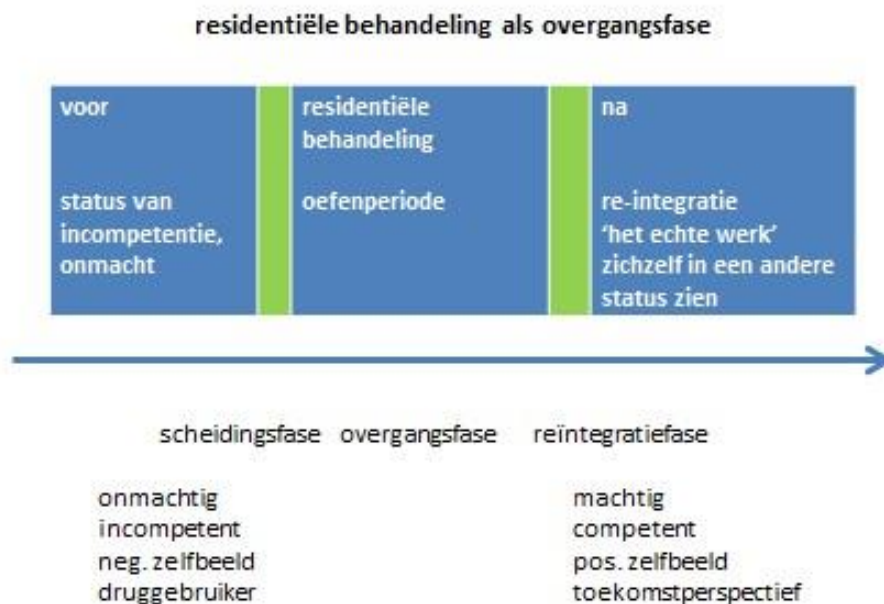 residentiële behandeling als overgangsfase
voor
status van
incompetentie,
onmacht
residentiële
behandeling
oefenperiode
na
re-integratie
‘het echte werk’
zichzelf in een andere
status zien
scheidingsfase overgangsfase reïntegratiefase
onmachtig
incompetent
neg. zelfbeeld
druggebruiker
machtig
competent
pos. zelfbeeld
toekomstperspectief